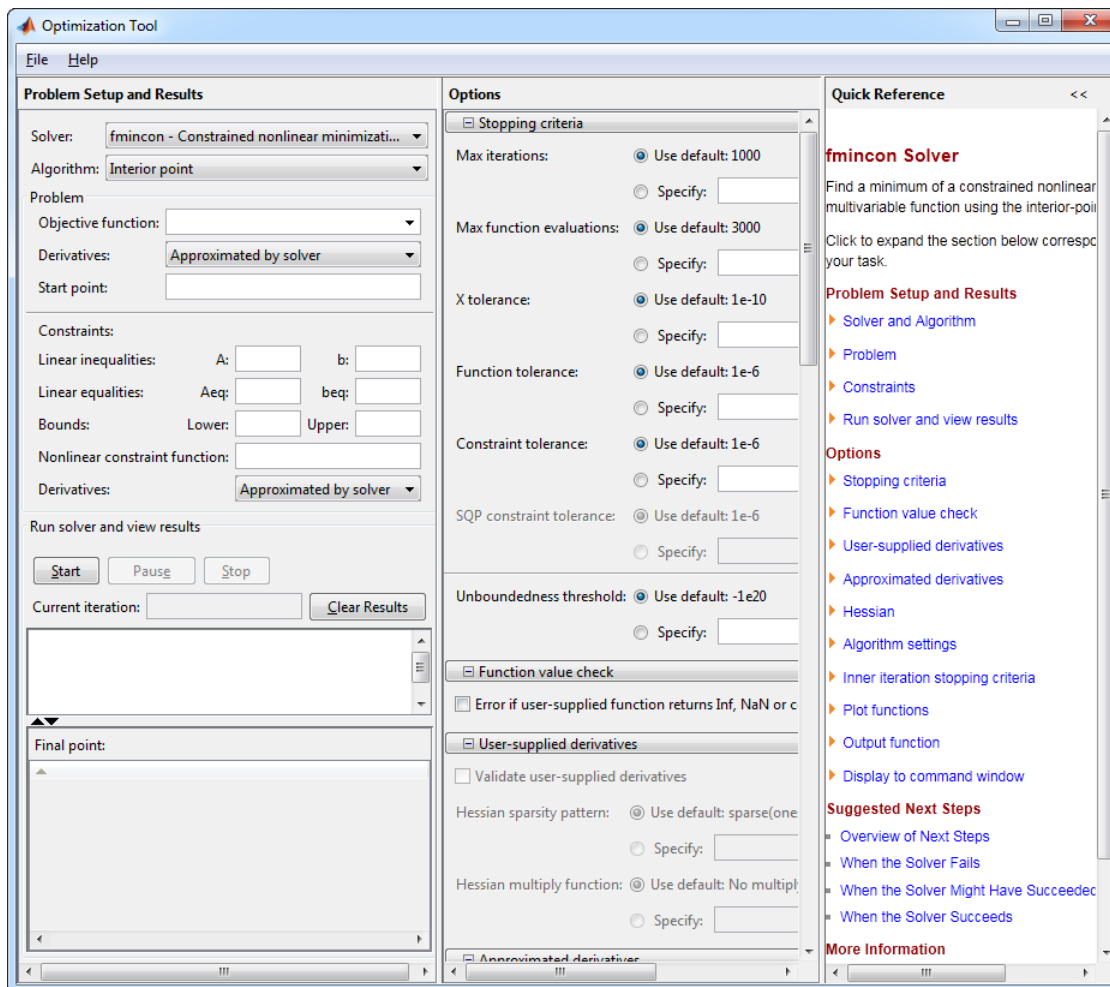 Optimization Tool
File Help
Problem Setup and Results
Solver: fmincon - Constrained nonlinear minimizati...
Algorithm: Interior point
Problem
Objective function:
Derivatives: Approximated by solver
Start point:
Constraints:
Linear inequalities: A: b:
Linear equalities: Aeq: beq:
Bounds: Lower: Upper:
Nonlinear constraint function:
Derivatives: Approximated by solver
Run solver and view results
Start Pause Stop
Current iteration: Clear Results
Final point:
Options
Stopping criteria
Max iterations: Use default: 1000
Specify:
Max function evaluations: Use default: 3000
Specify:
X tolerance: Use default: 1e-10
Specify:
Function tolerance: Use default: 1e-6
Specify:
Constraint tolerance: Use default: 1e-6
Specify:
SQP constraint tolerance: Use default: 1e-6
Specify:
Unboundedness threshold: Use default: -1e20
Specify:
Function value check
Error if user-supplied function returns Inf, NaN or c
User-supplied derivatives
Validate user-supplied derivatives
Hessian sparsity pattern: Use default: sparse(one
Specify:
Hessian multiply function: Use default: No multipl
Specify:
Approximated derivatives
Quick Reference <<
fmincon Solver
Find a minimum of a constrained nonlinear
multivariable function using the interior-poi
Click to expand the section below correspo
your task.
Problem Setup and Results
Solver and Algorithm
Problem
Constraints
Run solver and view results
Options
Stopping criteria
Function value check
User-supplied derivatives
Approximated derivatives
Hessian
Algorithm settings
Inner iteration stopping criteria
Plot functions
Output function
Display to command window
Suggested Next Steps
Overview of Next Steps
When the Solver Fails
When the Solver Might Have Succeeded
When the Solver Succeeds
More Information